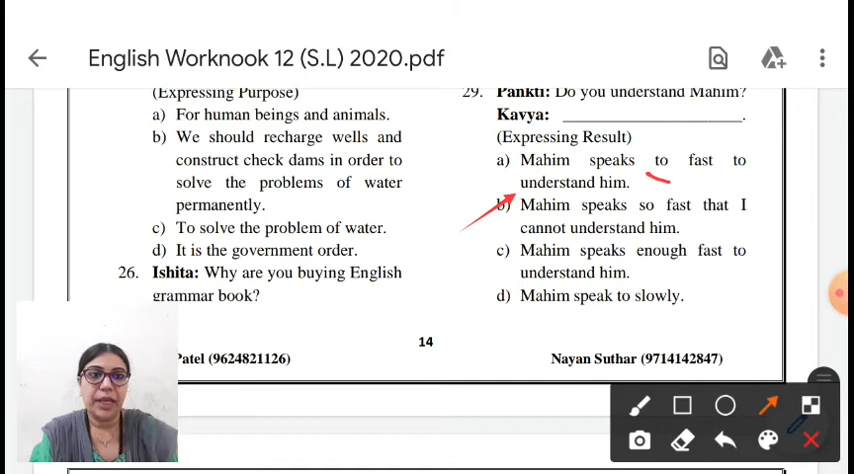 English Worknook 12 (S.L) 2020.pdf
(Expressing Purpose)
a) For human beings and animals.
b) We should recharge wells and
construct check dams in order to
solve the problems of water
permanently.
c) To solve the problem of water.
d) It is the government order.
26. Ishita: Why are you buying English
grammar book?
29. Pankti: Do you understand Mahim?
Kavya: ____________________.
(Expressing Result)
a) Mahim speaks to fast to
understand him.
b) Mahim speaks so fast that I
cannot understand him.
c) Mahim speaks enough fast to
understand him.
d) Mahim speak to slowly.
14
Patel (9624821126)
Nayan Suthar (9714142847)